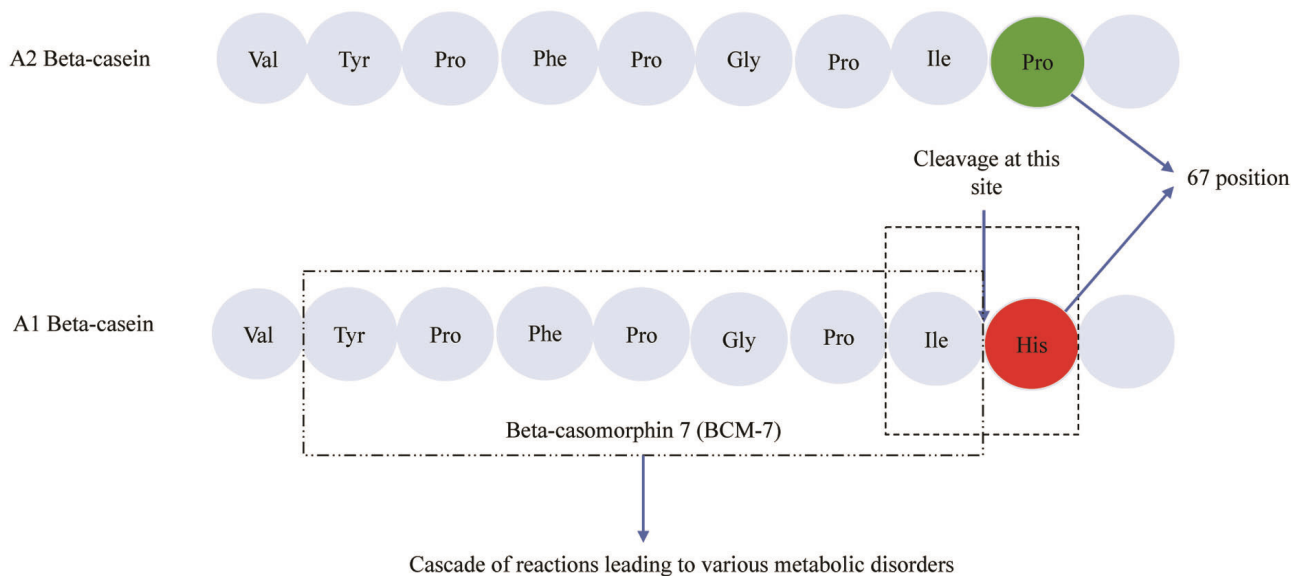 A2 Beta-casein
Val Tyr Pro Phe Pro Gly Pro Ile Pro
Cleavage at this
site
67 position
A1 Beta-casein
Val Tyr Pro Phe Pro Gly Pro Ile His
Beta-casomorphin 7 (BCM-7)
Cascade of reactions leading to various metabolic disorders